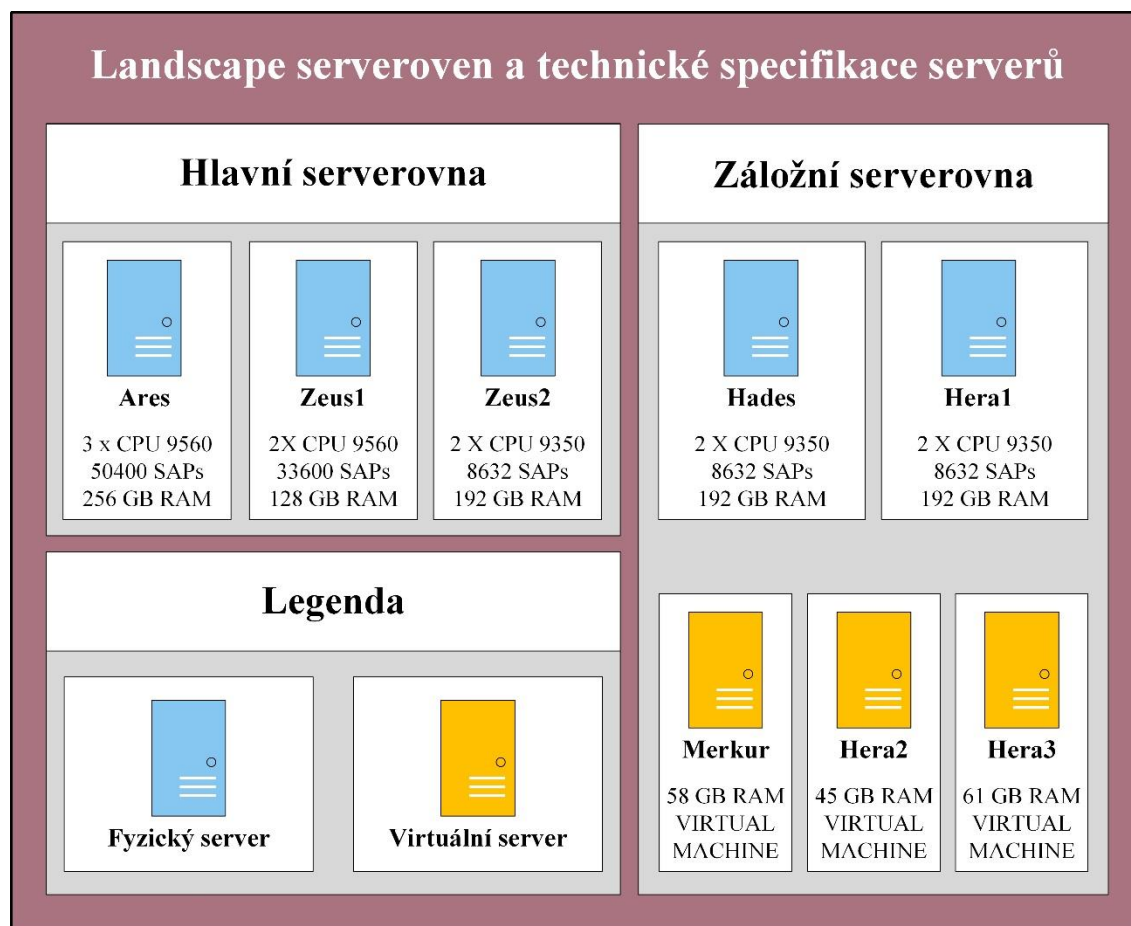 Landscape serveroven a technické specifikace serverů
Hlavní serverovna
Ares
3 x CPU 9560
50400 SAPs
256 GB RAM
Zeus1
2X CPU 9560
33600 SAPs
128 GB RAM
Zeus2
2 X CPU 9350
8632 SAPs
192 GB RAM
Záložní serverovna
Hades
2 X CPU 9350
8632 SAPs
192 GB RAM
Hera1
2 X CPU 9350
8632 SAPs
192 GB RAM
Merkur
58 GB RAM
VIRTUAL
MACHINE
Hera2
45 GB RAM
VIRTUAL
MACHINE
Hera3
61 GB RAM
VIRTUAL
MACHINE
Legenda
Fyzický server
Virtuální server